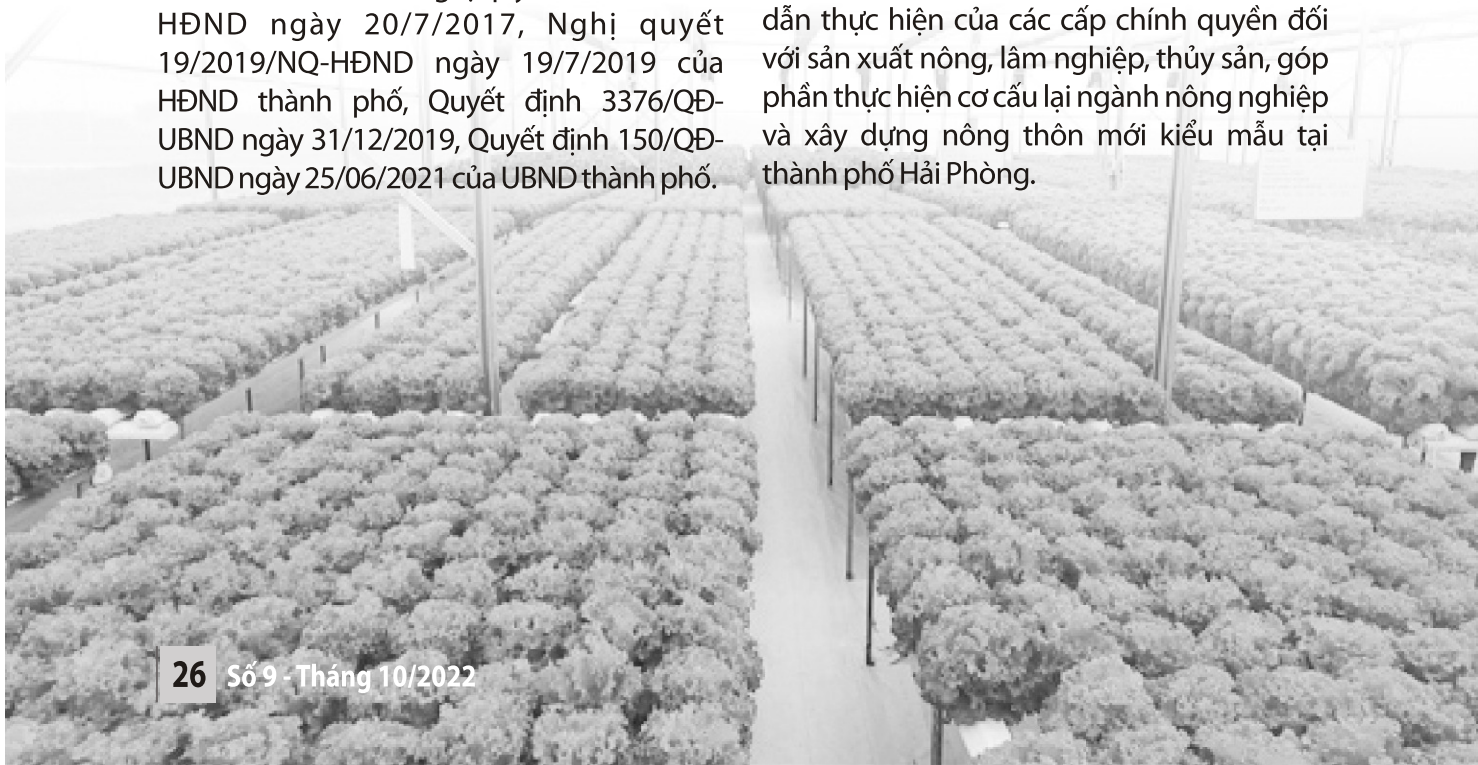 HĐND ngày 20/7/2017, Nghị quyết
19/2019/NQ-HĐND ngày 19/7/2019 của
HĐND thành phố, Quyết định 3376/QĐ-
UBND ngày 31/12/2019, Quyết định 150/QĐ-
UBND ngày 25/06/2021 của UBND thành phố.
dẫn thực hiện của các cấp chính quyền đối
với sản xuất nông, lâm nghiệp, thủy sản, góp
phần thực hiện cơ cấu lại ngành nông nghiệp
và xây dựng nông thôn mới kiểu mẫu tại
thành phố Hải Phòng.
26 Số 9 - Tháng 10/2022